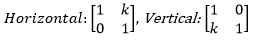 Horizontal: [1 k
0 1], Vertical: [1 0
k 1]